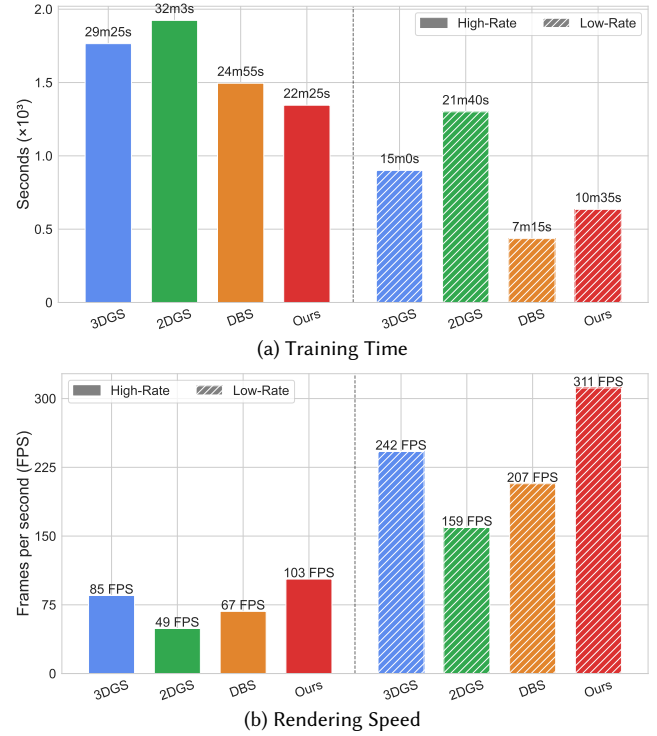 2.0
1.5
1.0
0.5
0
Seconds (×10³)
29m25s
32m3s
24m55s
22m25s
High-Rate
Low-Rate
15m0s
21m40s
7m15s
10m35s
3DGS
2DGS
DBS
Ours
3DGS
2DGS
DBS
Ours
(a) Training Time
300
225
150
75
0
Frames per second (FPS)
High-Rate
Low-Rate
85 FPS
49 FPS
67 FPS
103 FPS
242 FPS
159 FPS
207 FPS
311 FPS
3DGS
2DGS
DBS
Ours
3DGS
2DGS
DBS
Ours
(b) Rendering Speed